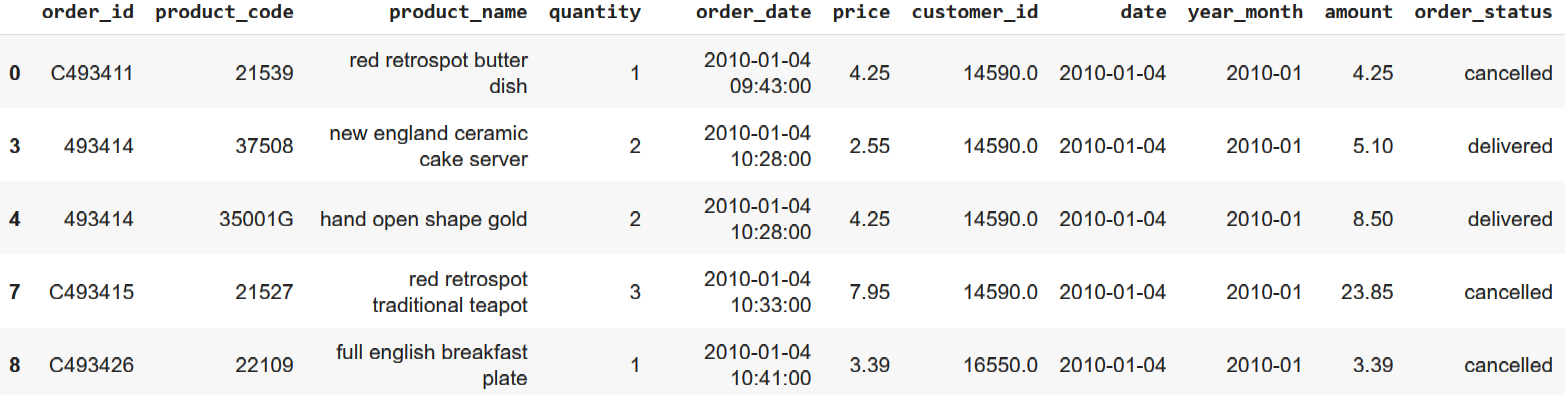 order_id product_code product_name quantity order_date price customer_id date year_month amount order_status
0 C493411 21539 red retrospot butter dish 1 2010-01-04 09:43:00 4.25 14590.0 2010-01-04 2010-01 4.25 cancelled
3 493414 37508 new england ceramic cake server 2 2010-01-04 10:28:00 2.55 14590.0 2010-01-04 2010-01 5.10 delivered
4 493414 35001G hand open shape gold 2 2010-01-04 10:28:00 4.25 14590.0 2010-01-04 2010-01 8.50 delivered
7 C493415 21527 red retrospot traditional teapot 3 2010-01-04 10:33:00 7.95 14590.0 2010-01-04 2010-01 23.85 cancelled
8 C493426 22109 full english breakfast plate 1 2010-01-04 10:41:00 3.39 16550.0 2010-01-04 2010-01 3.39 cancelled